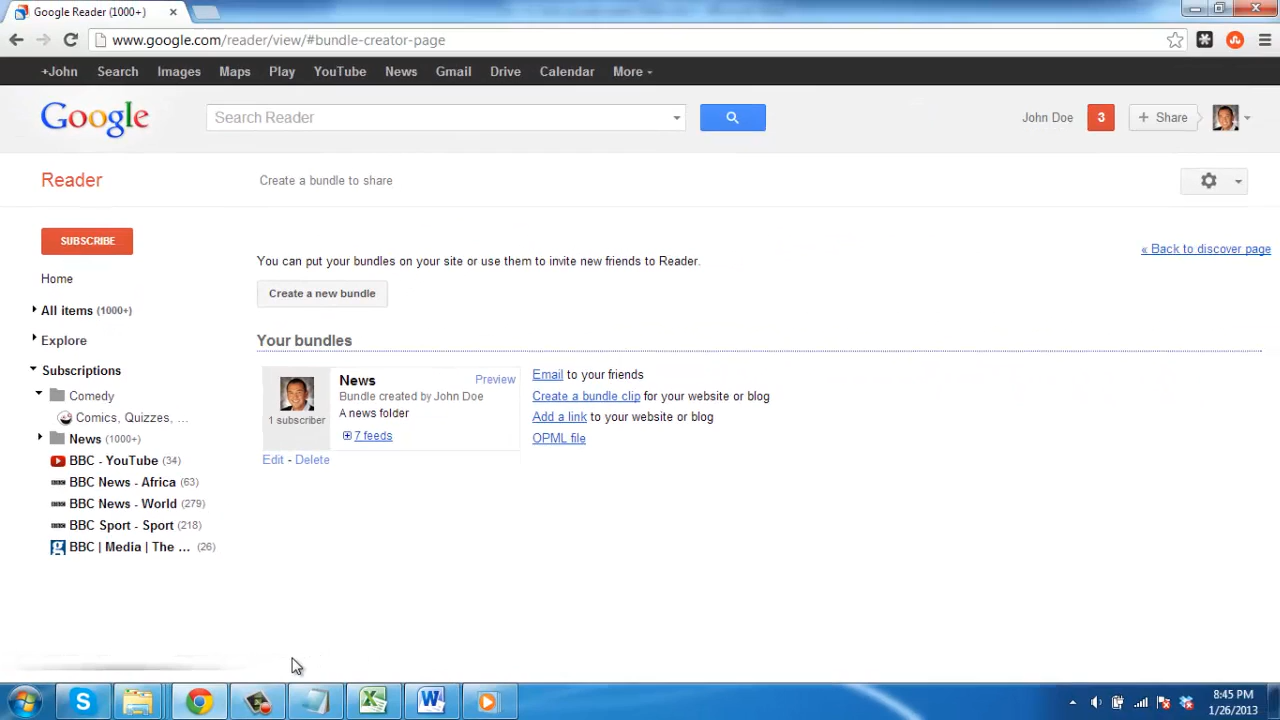 Google Reader (1000+)
www.google.com/reader/view/#bundle-creator-page
+John Search Images Maps Play YouTube News Gmail Drive Calendar More
Google
Search Reader
John Doe
3
+ Share
Reader
Create a bundle to share
SUBSCRIBE
« Back to discover page
Home
You can put your bundles on your site or use them to invite new friends to Reader.
Create a new bundle
All items (1000+)
Explore
Your bundles
Subscriptions
Comedy
Comics, Quizzes, ...
News (1000+)
BBC - YouTube (34)
BBC News - Africa (63)
BBC News - World (279)
BBC Sport - Sport (218)
BBC | Media | The ... (26)
News
Preview
Bundle created by John Doe
A news folder
1 subscriber
7 feeds
Edit - Delete
Email to your friends
Create a bundle clip for your website or blog
Add a link to your website or blog
OPML file
8:45 PM
1/26/2013